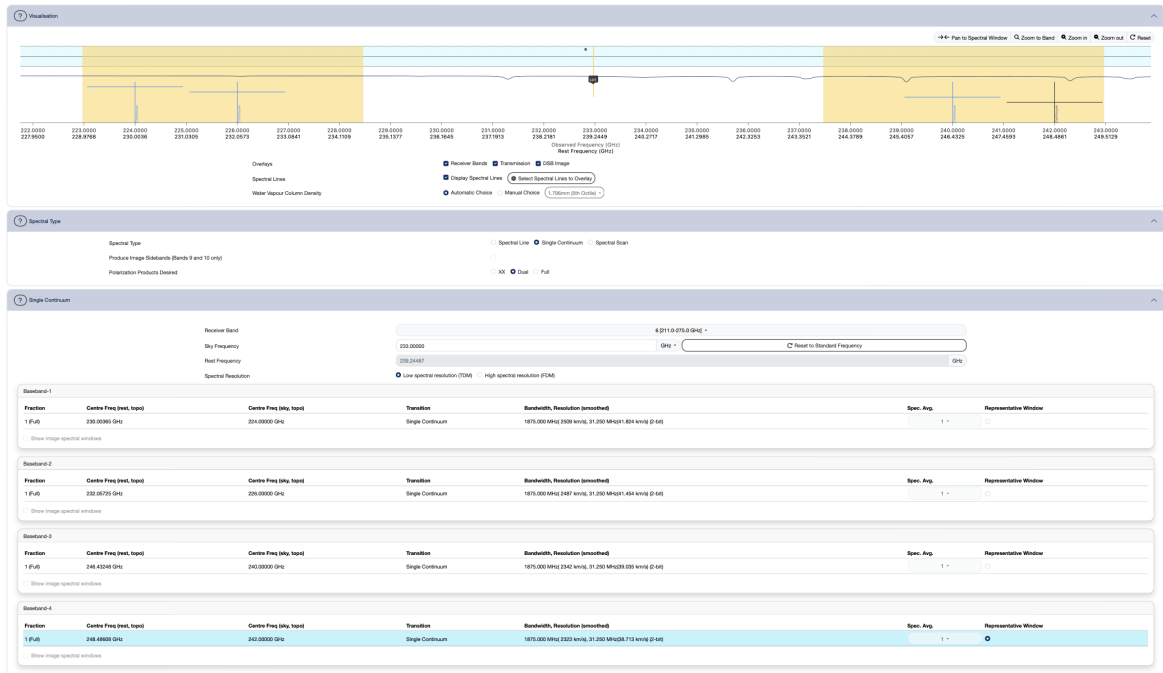 ? Visualisation
Pan to Spectral Window Zoom to Band Zoom in Zoom out Reset
LO1
222.0000 223.0000 224.0000 225.0000 226.0000 227.0000 228.0000 229.0000 230.0000 231.0000 232.0000 233.0000 234.0000 235.0000 236.0000 237.0000 238.0000 239.0000 240.0000 241.0000 242.0000 243.0000
227.9500 228.9768 230.0036 231.0305 232.0573 233.0841 234.1109 235.1377 236.1645 237.1913 238.2181 239.2449 240.2717 241.2985 242.3253 243.3521 244.3789 245.4057 246.4325 247.4593 248.4861 249.5129
Observed Frequency (GHz)
Rest Frequency (GHz)
Overlays Receiver Bands Transmission DSB Image
Spectral Lines Display Spectral Lines Select Spectral Lines to Overlay
Water Vapour Column Density Automatic Choice Manual Choice 1.796mm (5th Octile)
? Spectral Type
Spectral Type Spectral Line Single Continuum Spectral Scan
Produce Image Sidebands (Bands 9 and 10 only)
Polarization Products Desired XX Dual Full
? Single Continuum
Receiver Band 6 [211.0-275.0 GHz]
Sky Frequency 233.00000 GHz Reset to Standard Frequency
Rest Frequency 239.24487 GHz
Spectral Resolution Low spectral resolution (TDM) High spectral resolution (FDM)
Baseband-1
Fraction Centre Freq (rest, topo) Centre Freq (sky, topo) Transition Bandwidth, Resolution (smoothed) Spec. Avg. Representative Window
1 (Full) 230.00365 GHz 224.00000 GHz Single Continuum 1875.000 MHz( 2509 km/s), 31.250 MHz(41.824 km/s) (2-bit) 1
Show image spectral windows
Baseband-2
Fraction Centre Freq (rest, topo) Centre Freq (sky, topo) Transition Bandwidth, Resolution (smoothed) Spec. Avg. Representative Window
1 (Full) 232.05725 GHz 226.00000 GHz Single Continuum 1875.000 MHz( 2487 km/s), 31.250 MHz(41.454 km/s) (2-bit) 1
Show image spectral windows
Baseband-3
Fraction Centre Freq (rest, topo) Centre Freq (sky, topo) Transition Bandwidth, Resolution (smoothed) Spec. Avg. Representative Window
1 (Full) 246.43248 GHz 240.00000 GHz Single Continuum 1875.000 MHz( 2342 km/s), 31.250 MHz(39.035 km/s) (2-bit) 1
Show image spectral windows
Baseband-4
Fraction Centre Freq (rest, topo) Centre Freq (sky, topo) Transition Bandwidth, Resolution (smoothed) Spec. Avg. Representative Window
1 (Full) 248.48608 GHz 242.00000 GHz Single Continuum 1875.000 MHz( 2323 km/s), 31.250 MHz(38.713 km/s) (2-bit) 1
Show image spectral windows